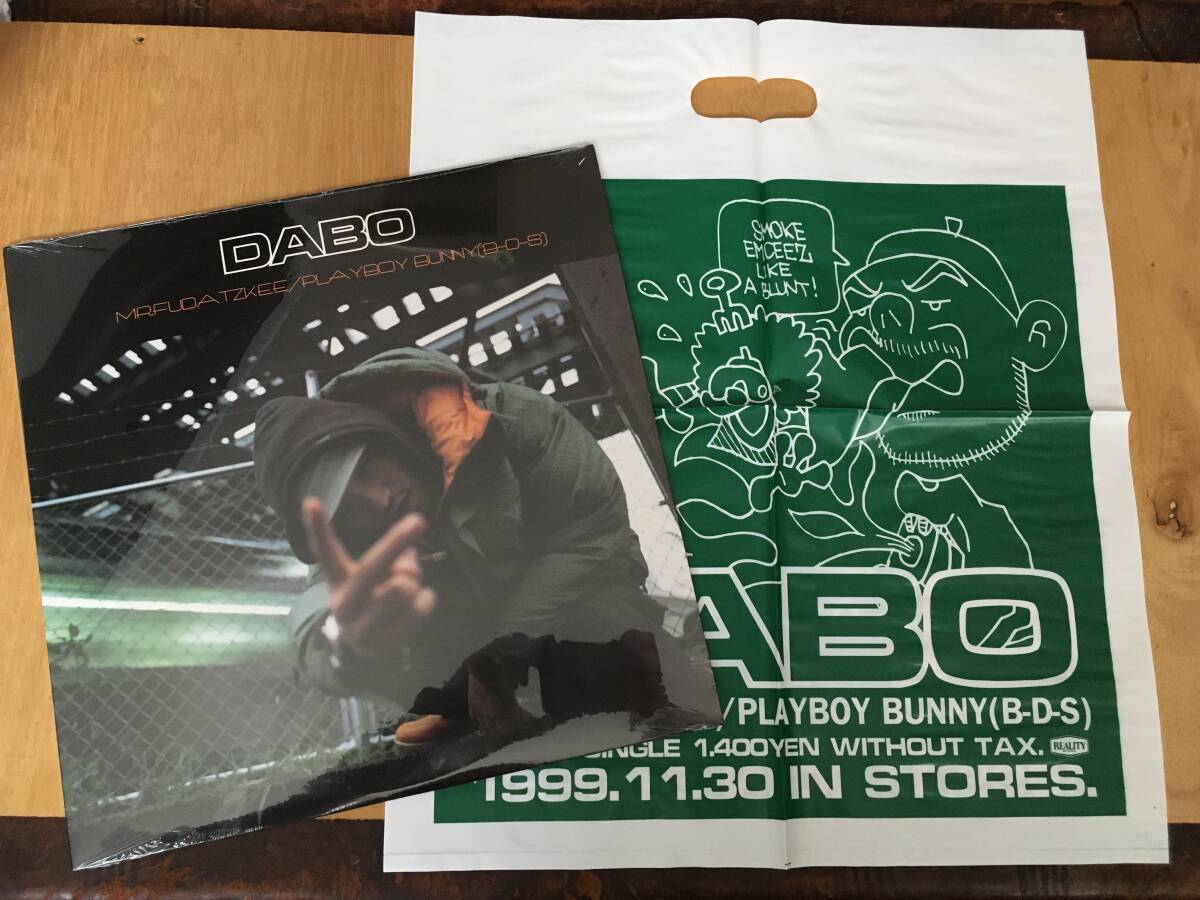 DABO
MR.FUDATZKEE/PLAYBOY BUNNY(B-D-S)
SMOKE
EMCEE'Z
LIKE
A BLUNT!
ABO
/PLAYBOY BUNNY(B-D-S)
SINGLE 1.400YEN WITHOUT TAX. REALITY
1999.11.30 IN STORES.